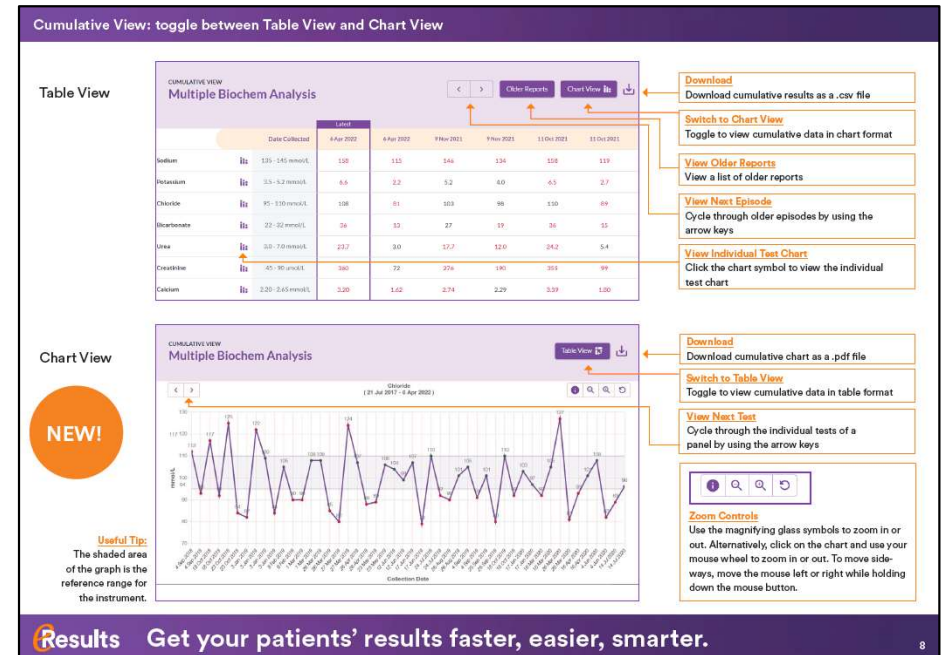 Cumulative View: toggle between Table View and Chart View
Table View
CUMULATIVE VIEW
Multiple Biochem Analysis
Older Reports
Chart View
Latest
Date Collected 6 Apr 2022 6 Apr 2022 9 Nov 2021 9 Nov 2021 11 Oct 2021 11 Oct 2021
Sodium 135 - 145 mmol/L 158 115 146 134 158 119
Potassium 3.5 - 5.2 mmol/L 6.6 2.2 5.2 4.0 6.5 2.7
Chloride 95 - 110 mmol/L 108 81 103 98 110 89
Bicarbonate 22 - 32 mmol/L 36 13 27 19 36 15
Urea 3.0 - 7.0 mmol/L 23.7 3.0 17.7 12.0 24.2 5.4
Creatinine 45 - 90 umol/L 360 72 276 180 353 99
Calcium 2.20 - 2.65 mmol/L 3.20 1.62 2.74 2.29 3.19 1.80
Download
Download cumulative results as a .csv file
Switch to Chart View
Toggle to view cumulative data in chart format
View Older Reports
View a list of older reports
View Next Episode
Cycle through older episodes by using the
arrow keys
View Individual Test Chart
Click the chart symbol to view the individual
test chart
Chart View
NEW!
CUMULATIVE VIEW
Multiple Biochem Analysis
Table View
Chloride
( 21 Jul 2017 - 6 Apr 2022 )
mmol/L
Collection Date
Download
Download cumulative chart as a .pdf file
Switch to Table View
Toggle to view cumulative data in table format
View Next Test
Cycle through the individual tests of a
panel by using the arrow keys
Zoom Controls
Use the magnifying glass symbols to zoom in or
out. Alternatively, click on the chart and use your
mouse wheel to zoom in or out. To move side-
ways, move the mouse left or right while holding
down the mouse button.
Useful Tip:
The shaded area
of the graph is the
reference range for
the instrument.
eResults Get your patients' results faster, easier, smarter.
8